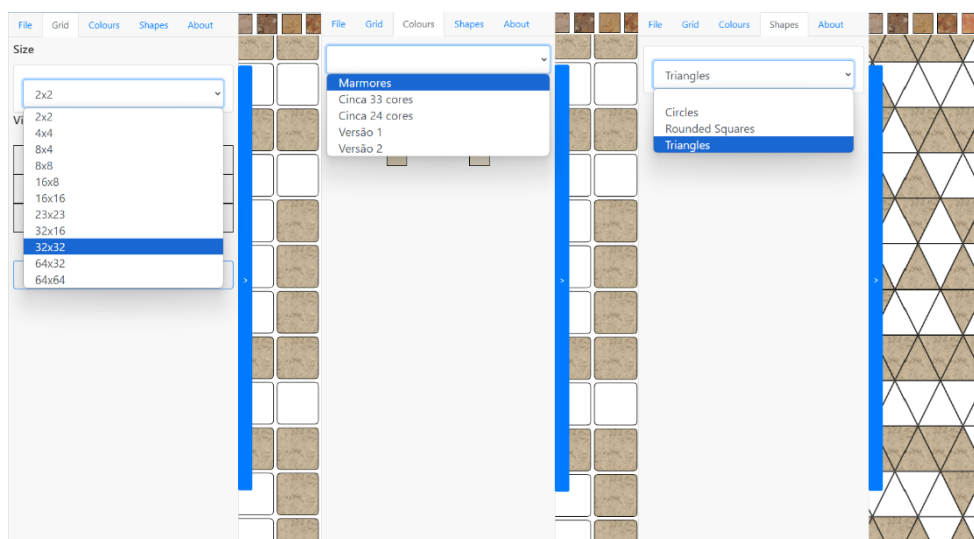 File Grid Colours Shapes About
Size
2x2
Vi
2x2
4x4
8x4
8x8
16x8
16x16
23x23
32x16
32x32
64x32
64x64
>
File Grid Colours Shapes About
Marmores
Cinca 33 cores
Cinca 24 cores
Versão 1
Versão 2
>
File Grid Colours Shapes About
Triangles
Circles
Rounded Squares
Triangles
>